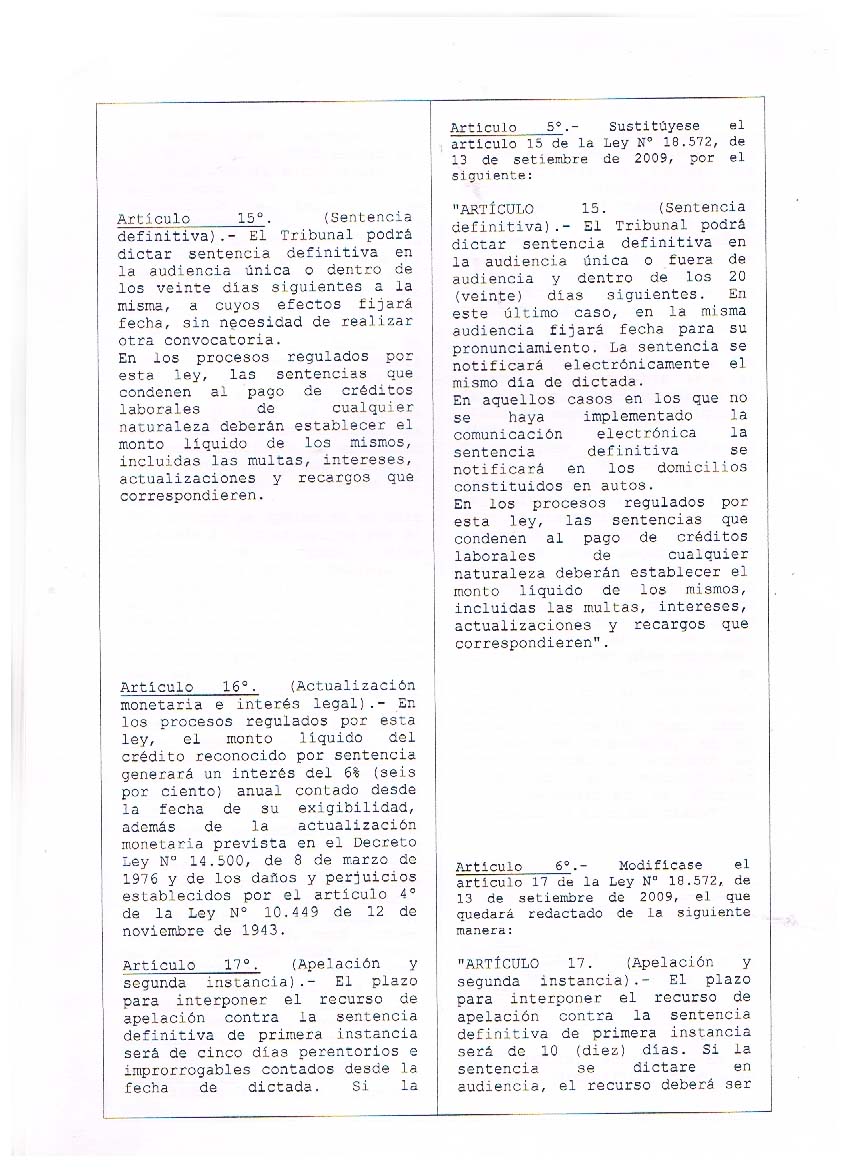 Artículo 15°. (Sentencia
definitiva).- El Tribunal podrá
dictar sentencia definitiva en
la audiencia única o dentro de
los veinte días siguientes a la
misma, a cuyos efectos fijará
fecha, sin necesidad de realizar
otra convocatoria.
En los procesos regulados por
esta ley, las sentencias que
condenen al pago de créditos
laborales de cualquier
naturaleza deberán establecer el
monto líquido de los mismos,
incluidas las multas, intereses,
actualizaciones y recargos que
correspondieren.
Artículo 16°. (Actualización
monetaria e interés legal).- En
los procesos regulados por esta
ley, el monto líquido del
crédito reconocido por sentencia
generará un interés del 6% (seis
por ciento) anual contado desde
la fecha de su exigibilidad,
además de la actualización
monetaria prevista en el Decreto
Ley N° 14.500, de 8 de marzo de
1976 y de los daños y perjuicios
establecidos por el artículo 4°
de la Ley N° 10.449 de 12 de
noviembre de 1943.
Artículo 17°. (Apelación y
segunda instancia).- El plazo
para interponer el recurso de
apelación contra la sentencia
definitiva de primera instancia
será de cinco días perentorios e
improrrogables contados desde la
fecha de dictada. Si la
Artículo 5°.- Sustitúyese el
artículo 15 de la Ley N° 18.572, de
13 de setiembre de 2009, por el
siguiente:
"ARTÍCULO 15. (Sentencia
definitiva).- El Tribunal podrá
dictar sentencia definitiva en
la audiencia única o fuera de
audiencia y dentro de los 20
(veinte) días siguientes. En
este último caso, en la misma
audiencia fijará fecha para su
pronunciamiento. La sentencia se
notificará electrónicamente el
mismo día de dictada.
En aquellos casos en los que no
se haya implementado la
comunicación electrónica la
sentencia definitiva se
notificará en los domicilios
constituidos en autos.
En los procesos regulados por
esta ley, las sentencias que
condenen al pago de créditos
laborales de cualquier
naturaleza deberán establecer el
monto líquido de los mismos,
incluidas las multas, intereses,
actualizaciones y recargos que
correspondieren".
Artículo 6°.- Modifícase el
artículo 17 de la Ley N° 18.572, de
13 de setiembre de 2009, el que
quedará redactado de la siguiente
manera:
"ARTÍCULO 17. (Apelación y
segunda instancia).- El plazo
para interponer el recurso de
apelación contra la sentencia
definitiva de primera instancia
será de 10 (diez) días. Si la
sentencia se dictare en
audiencia, el recurso deberá ser